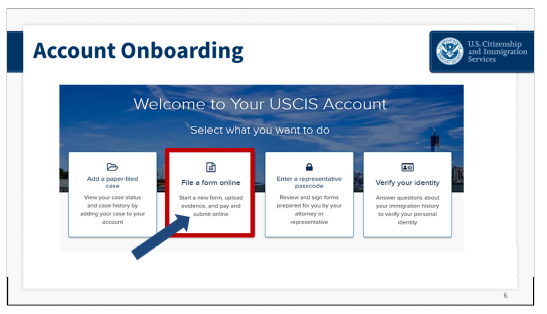 Account Onboarding
U.S. Citizenship
and Immigration
Services
Welcome to Your USCIS Account
Select what you want to do
Add a paper-filed
case
View your case status
and case history by
adding your case to your
account
File a form online
Start a new form, upload
evidence, and pay and
submit online
Enter a representative
passcode
Review and sign forms
prepared for you by your
attorney or
representative
Verify your identity
Answer questions about
your immigration history
to verify your personal
identity
6